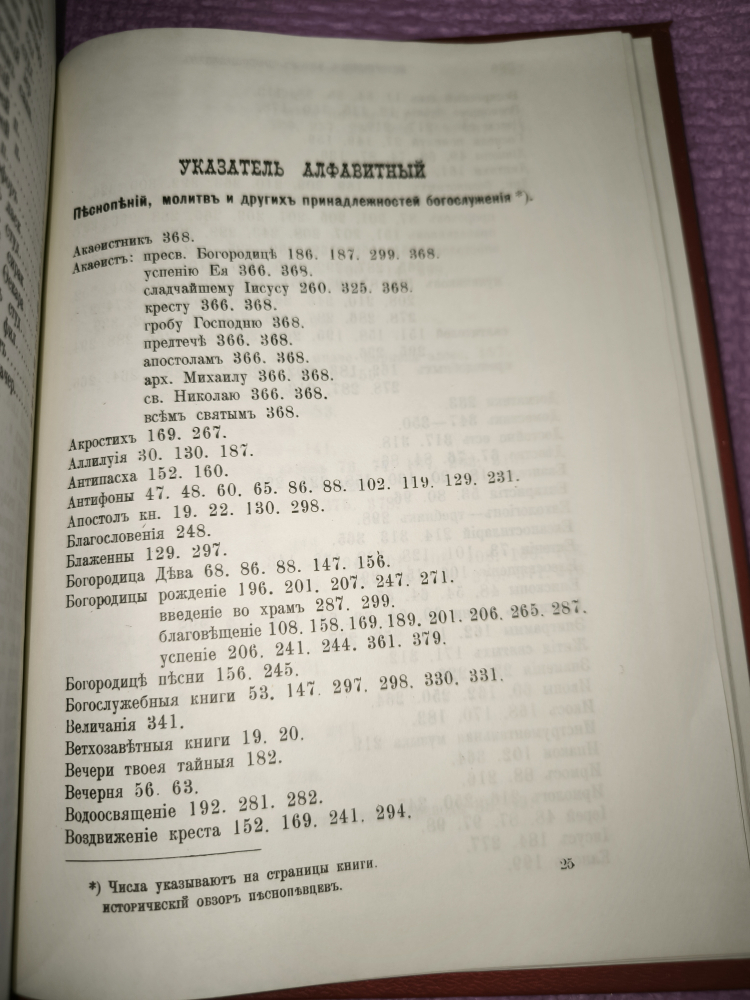 УКАЗАТЕЛЬ АЛФАВИТНЫЙ
Пѣснопѣній, молитвъ и другихъ принадлежностей богослуженія *).
Акаѳистникъ 368.
Акаѳистъ: пресв. Богородицѣ 186. 187. 299. 368.
успенію Ея 366. 368.
сладчайшему Іисусу 260. 325. 368.
кресту 366. 368.
гробу Господню 368.
предтечѣ 366. 368.
апостоламъ 366. 368.
арх. Михаилу 366. 368.
св. Николаю 366. 368.
всѣмъ святымъ 368.
Акростихъ 169. 267.
Аллилуія 30. 130. 187.
Антипасха 152. 160.
Антифоны 47. 48. 60. 65. 86. 88. 102. 119. 129. 231.
Апостолъ кн. 19. 22. 130. 298.
Благословенія 248.
Блаженны 129. 297.
Богородица Дѣва 68. 86. 88. 147. 156.
Богородицы рожденіе 196. 201. 207. 247. 271.
введеніе во храмъ 287. 299.
благовѣщеніе 108. 158. 169. 189. 201. 206. 265. 287.
успеніе 206. 241. 244. 361. 379.
Богородицѣ пѣсни 156. 245.
Богослужебныя книги 53. 147. 297. 298. 330. 331.
Величанія 341.
Ветхозавѣтныя книги 19. 20.
Вечери твоея тайныя 182.
Вечерня 56. 63.
Водоосвященіе 192. 281. 282.
Воздвиженіе креста 152. 169. 241. 294.
*) Числа указываютъ на страницы книги.
историческій обзоръ пѣснопѣвцевъ.
25